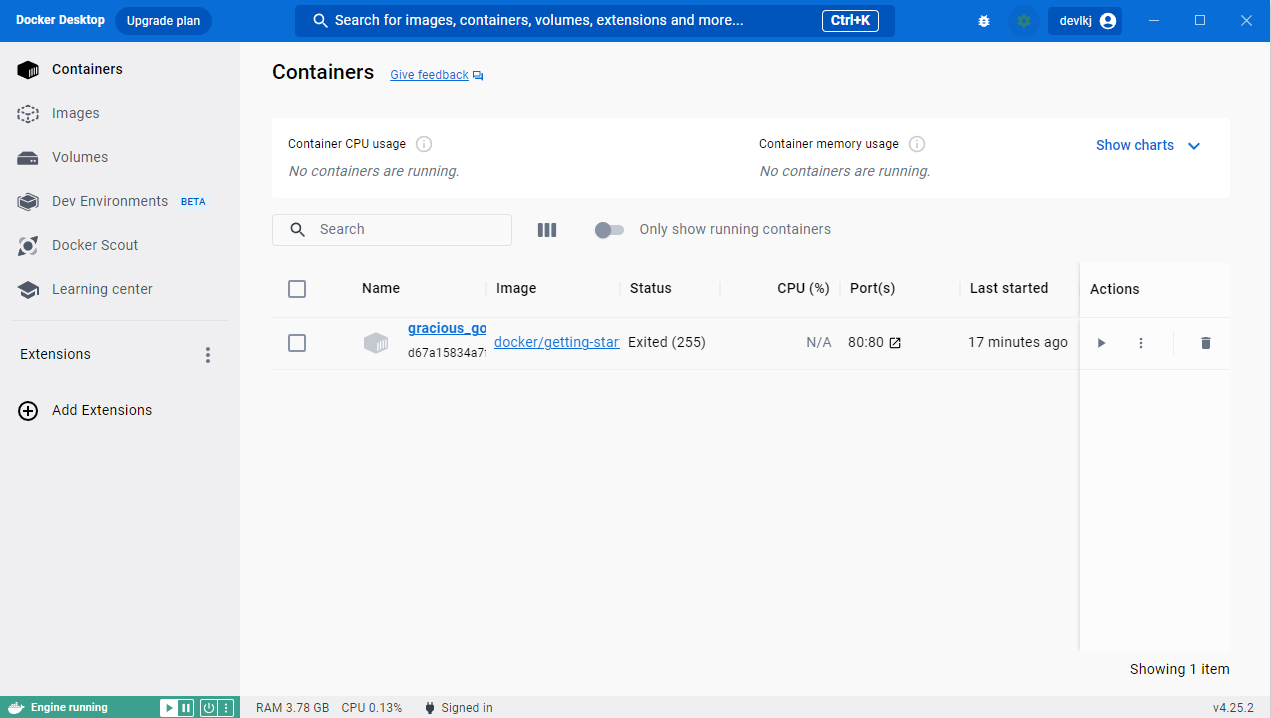 Docker Desktop Upgrade plan Search for images, containers, volumes, extensions and more... Ctrl+K devlkj
Containers
Images
Volumes
Dev Environments BETA
Docker Scout
Learning center
Extensions
Add Extensions
Containers Give feedback
Container CPU usage Container memory usage Show charts
No containers are running. No containers are running.
Search Only show running containers
Name Image Status CPU (%) Port(s) Last started Actions
gracious_go
docker/getting-star Exited (255) N/A 80:80 17 minutes ago
d67a15834a7
Showing 1 item
Engine running RAM 3.78 GB CPU 0.13% Signed in v4.25.2